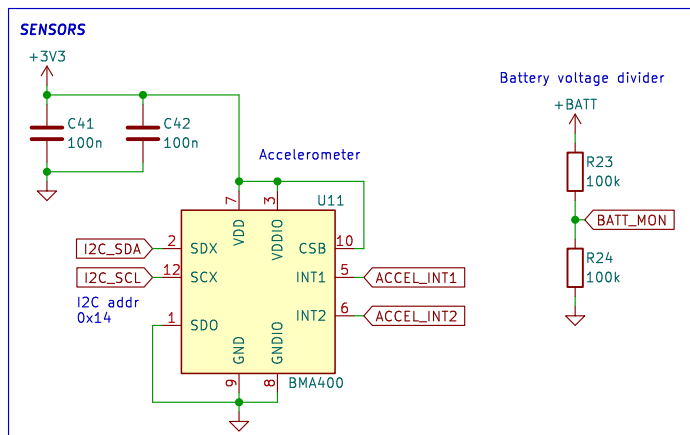 SENSORS
+3V3
C41
100n
C42
100n
Accelerometer
U11
7
VDD
3
VDDIO
I2C_SDA
2
SDX
CSB
10
I2C_SCL
12
SCX
INT1
5
ACCEL_INT1
I2C addr
0x14
1
SDO
INT2
6
ACCEL_INT2
GND
9
GNDIO
8
BMA400
Battery voltage divider
+BATT
R23
100k
BATT_MON
R24
100k